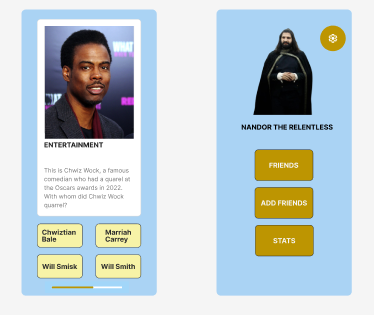 ENTERTAINMENT
This is Chwiz Wock, a famous
comedian who had a quarel at
the Oscars awards in 2022.
With whom did Chwiz Wock
quarrel?
Chwiztian
Bale
Marriah
Carrey
Will Smisk
Will Smith
NANDOR THE RELENTLESS
FRIENDS
ADD FRIENDS
STATS